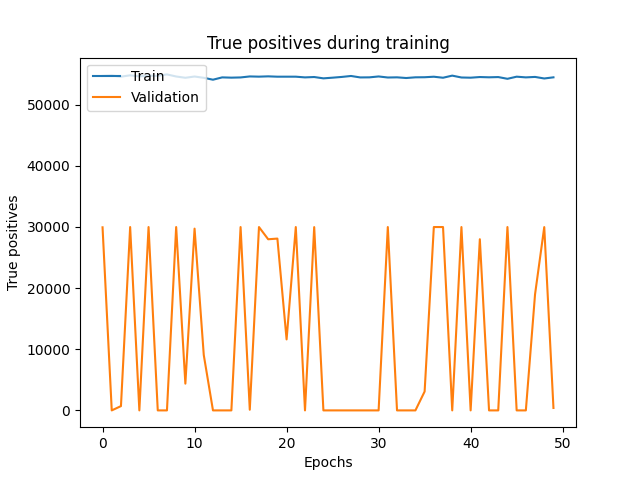 True positives during training
Train
Validation
50000
40000
30000
20000
10000
0
True positives
0 10 20 30 40 50
Epochs